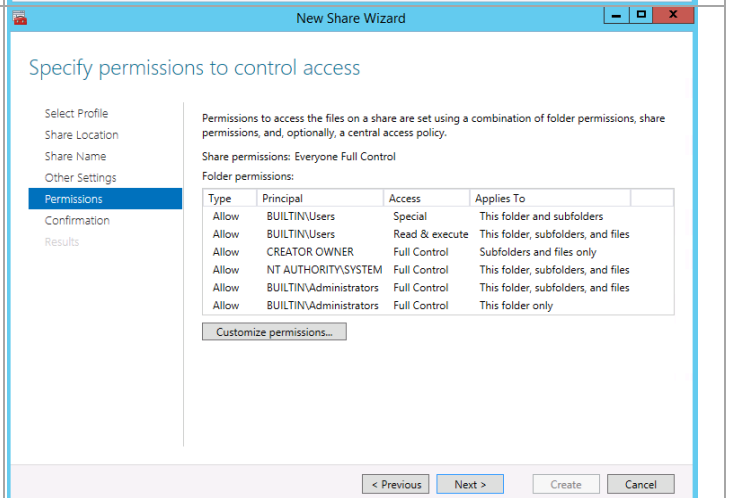 New Share Wizard
Specify permissions to control access
Select Profile
Share Location
Share Name
Other Settings
Permissions
Confirmation
Results
Permissions to access the files on a share are set using a combination of folder permissions, share
permissions, and, optionally, a central access policy.
Share permissions: Everyone Full Control
Folder permissions:
Type Principal Access Applies To
Allow BUILTIN\Users Special This folder and subfolders
Allow BUILTIN\Users Read & execute This folder, subfolders, and files
Allow CREATOR OWNER Full Control Subfolders and files only
Allow NT AUTHORITY\SYSTEM Full Control This folder, subfolders, and files
Allow BUILTIN\Administrators Full Control This folder, subfolders, and files
Allow BUILTIN\Administrators Full Control This folder only
Customize permissions...
< Previous Next > Create Cancel